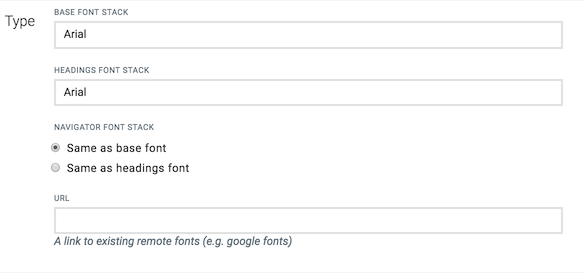 Type
BASE FONT STACK
Arial
HEADINGS FONT STACK
Arial
NAVIGATOR FONT STACK
Same as base font
Same as headings font
URL
A link to existing remote fonts (e.g. google fonts)